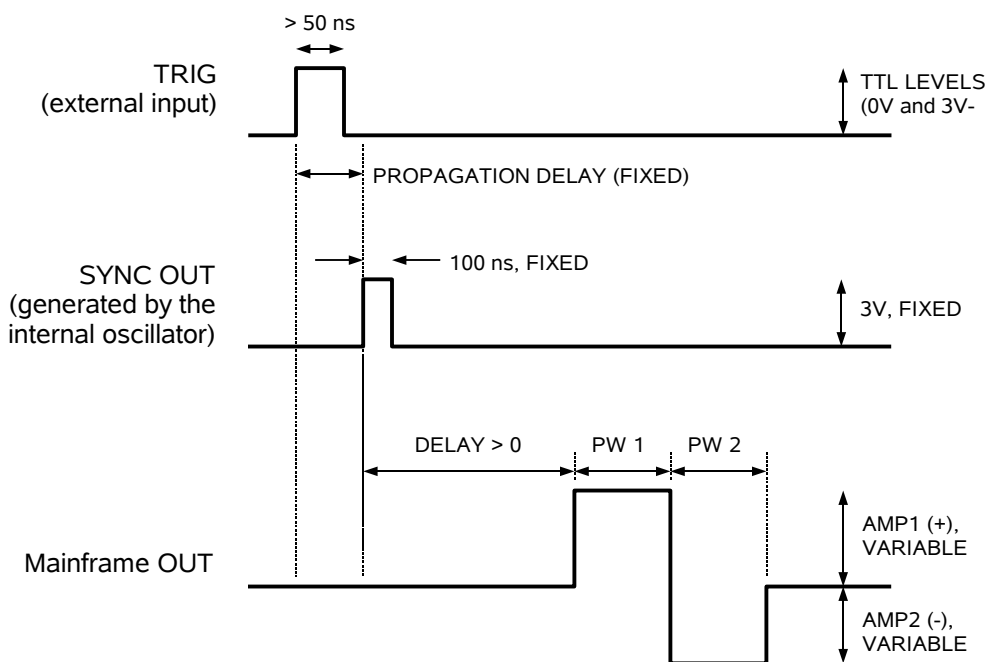 > 50 ns
TRIG
(external input)
TTL LEVELS
(0V and 3V-
PROPAGATION DELAY (FIXED)
100 ns, FIXED
SYNC OUT
(generated by the
internal oscillator)
3V, FIXED
DELAY > 0
PW 1
PW 2
Mainframe OUT
AMP1 (+),
VARIABLE
AMP2 (-),
VARIABLE